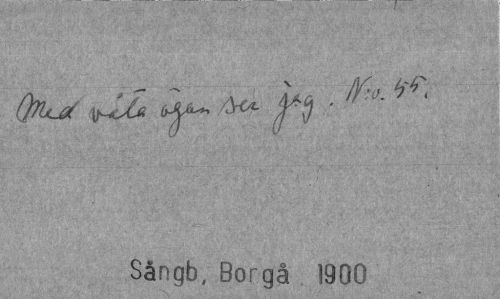 Med våta ögon ser jag. N:o. 55.
Sångb, Borgå 1900